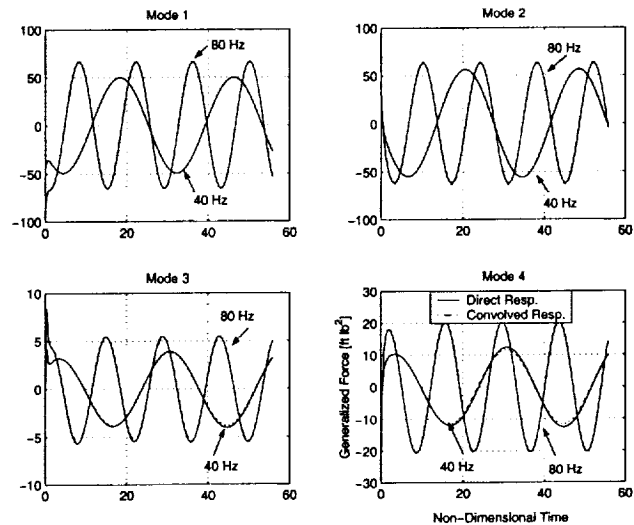 Mode 1
100
50
0
−50
−100
0
20
40
60
80 Hz
40 Hz
Mode 2
100
50
0
−50
−100
0
20
40
60
80 Hz
40 Hz
Mode 3
10
5
0
−5
−10
0
20
40
60
80 Hz
40 Hz
Mode 4
30
20
10
0
−10
−20
−30
0
20
40
60
Direct Resp.
Convolved Resp.
Generalized Force [ft lb²]
40 Hz
80 Hz
Non−Dimensional Time